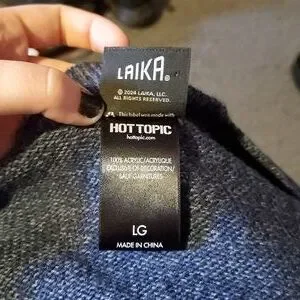 LAIKA®
© 2024 LAIKA, LLC.
ALL RIGHTS RESERVED.
This label was made with
HOT TOPIC
hottopic.com
100% ACRYLIC/ACRYLIQUE
EXCLUSIVE OF DECORATION/
SAUF GARNITURES
LG
MADE IN CHINA